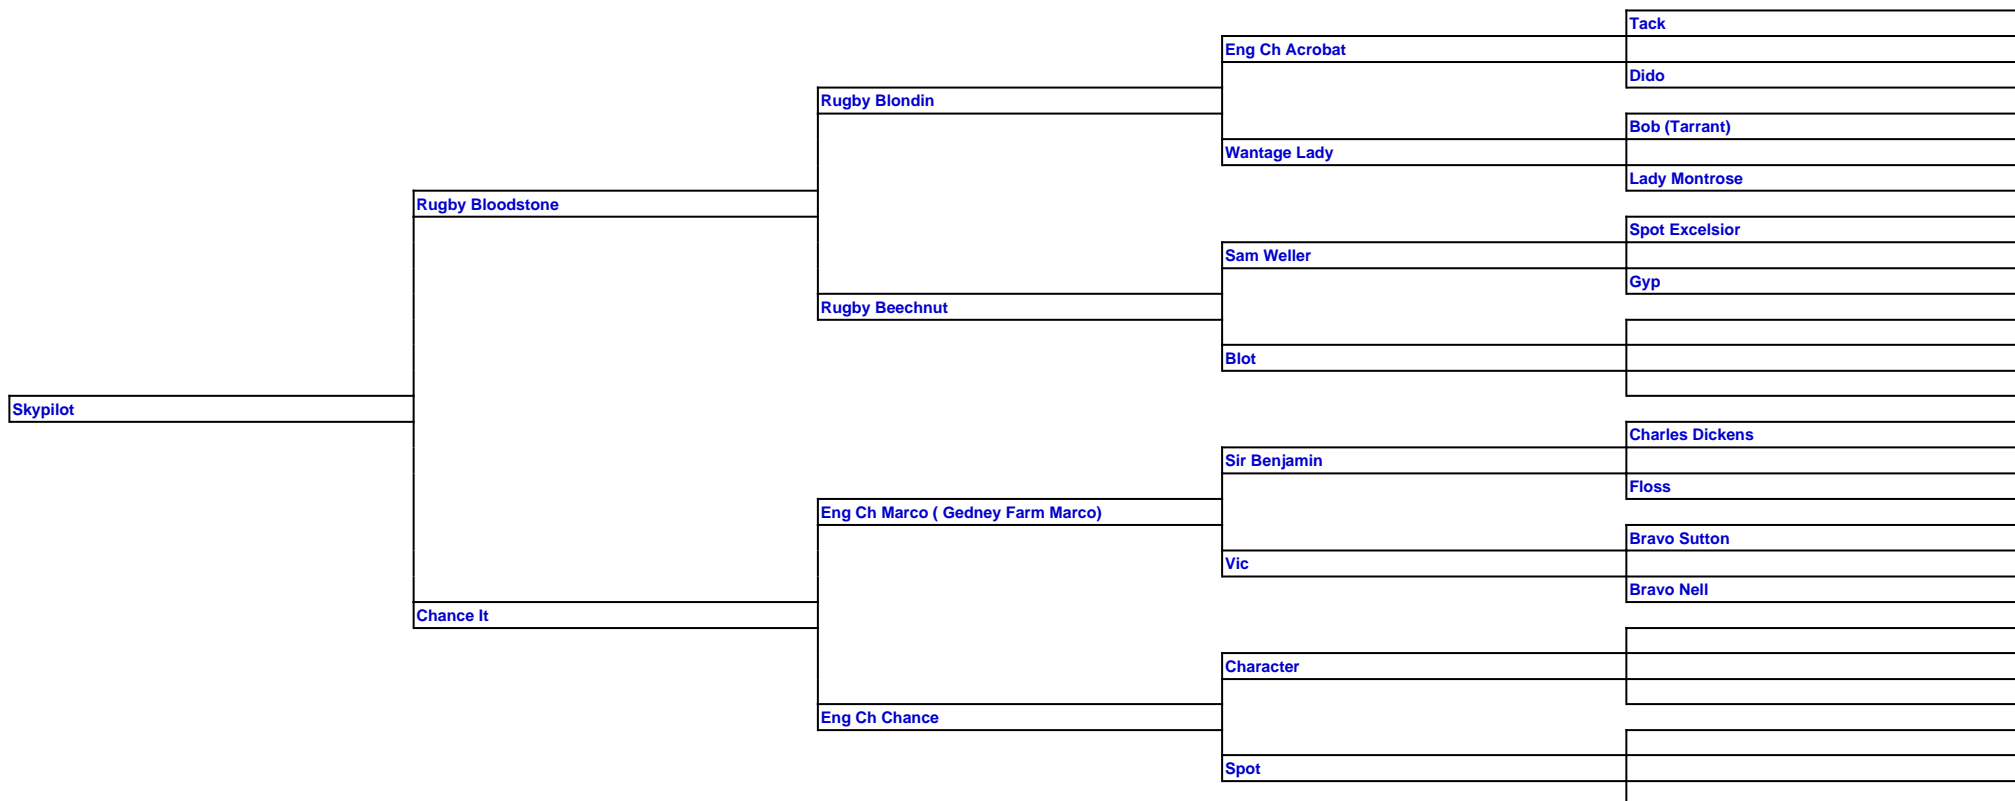 Tack
Eng Ch Acrobat
Dido
Rugby Blondin
Bob (Tarrant)
Wantage Lady
Lady Montrose
Rugby Bloodstone
Spot Excelsior
Sam Weller
Gyp
Rugby Beechnut
Blot
Skypilot
Charles Dickens
Sir Benjamin
Floss
Eng Ch Marco ( Gedney Farm Marco)
Bravo Sutton
Vic
Bravo Nell
Chance It
Character
Eng Ch Chance
Spot